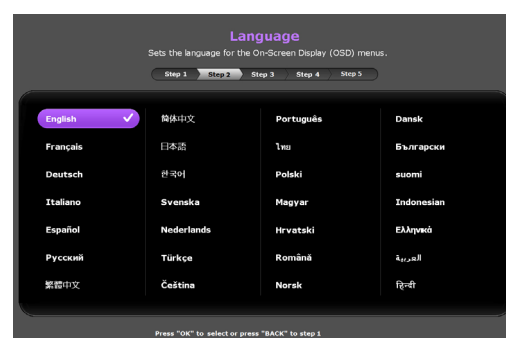 Language
Sets the language for the On-Screen Display (OSD) menus.
Step 1 Step 2 Step 3 Step 4 Step 5
English 简体中文 Português Dansk
Français 日本語 ไทย Български
Deutsch 한국어 Polski suomi
Italiano Svenska Magyar Indonesian
Español Nederlands Hrvatski Ελληνικά
Русский Türkçe Română العربية
繁體中文 Čeština Norsk हिन्दी
Press "OK" to select or press "BACK" to step 1